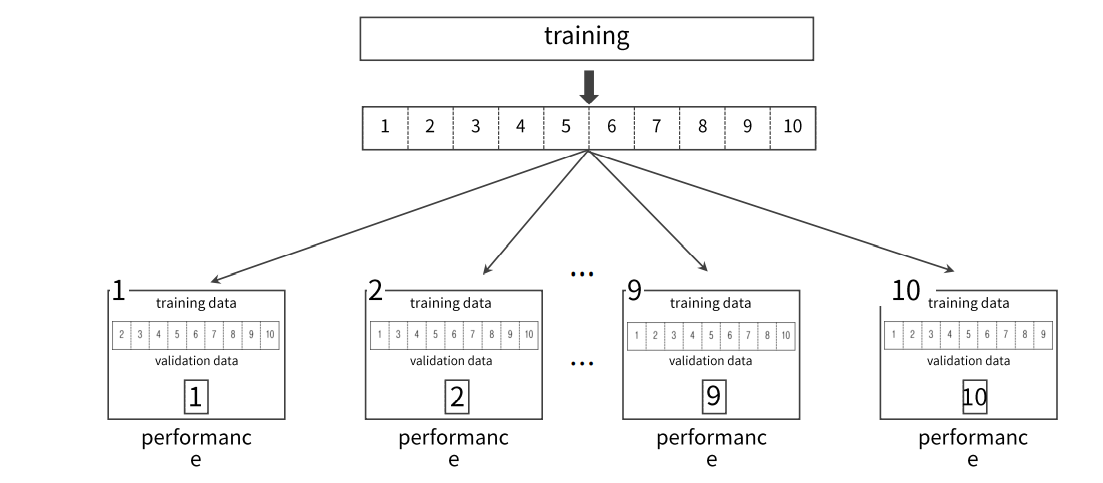 training
1 2 3 4 5 6 7 8 9 10
...
1
training data
2 3 4 5 6 7 8 9 10
validation data
1
performanc
e
2
training data
1 3 4 5 6 7 8 9 10
validation data
2
performanc
e
...
9
training data
1 2 3 4 5 6 7 8 10
validation data
9
performanc
e
10
training data
1 2 3 4 5 6 7 8 9
validation data
10
performanc
e